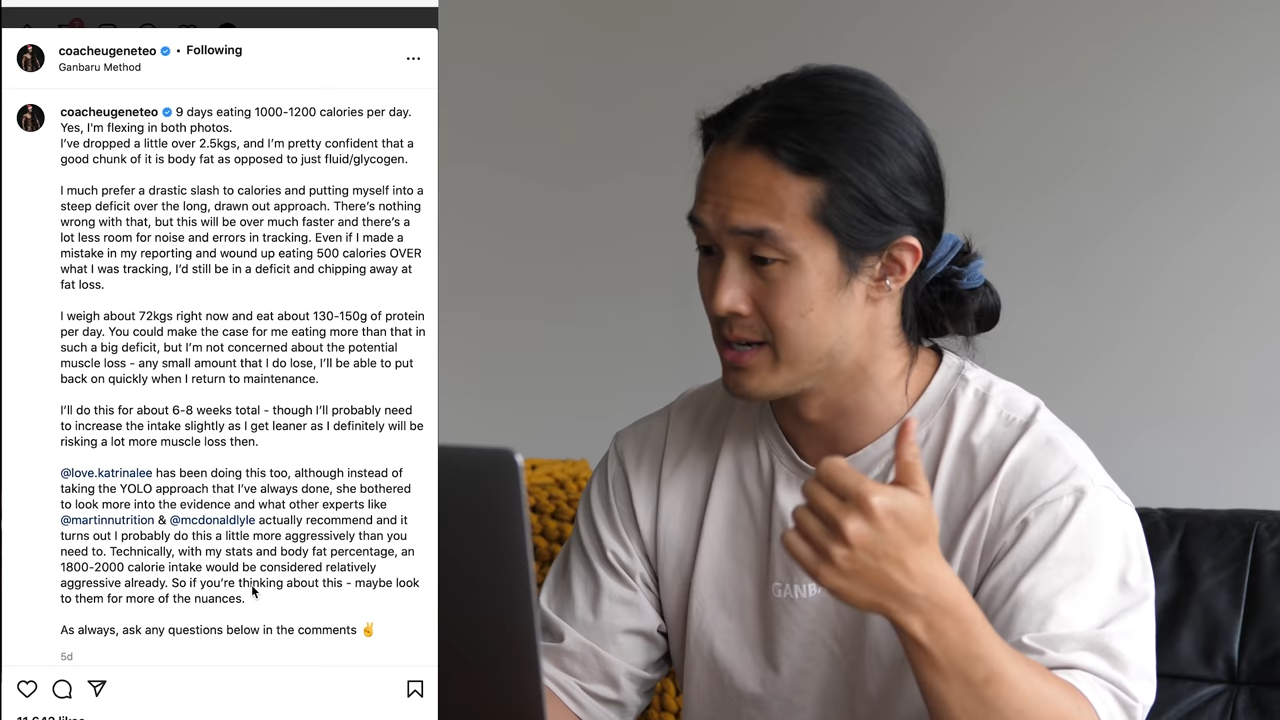 coacheugeneteo • Following
Ganbaru Method
coacheugeneteo 9 days eating 1000-1200 calories per day.
Yes, I'm flexing in both photos.
I've dropped a little over 2.5kgs, and I'm pretty confident that a
good chunk of it is body fat as opposed to just fluid/glycogen.
I much prefer a drastic slash to calories and putting myself into a
steep deficit over the long, drawn out approach. There's nothing
wrong with that, but this will be over much faster and there's a
lot less room for noise and errors in tracking. Even if I made a
mistake in my reporting and wound up eating 500 calories OVER
what I was tracking, I'd still be in a deficit and chipping away at
fat loss.
I weigh about 72kgs right now and eat about 130-150g of protein
per day. You could make the case for me eating more than that in
such a big deficit, but I'm not concerned about the potential
muscle loss - any small amount that I do lose, I'll be able to put
back on quickly when I return to maintenance.
I'll do this for about 6-8 weeks total - though I'll probably need
to increase the intake slightly as I get leaner as I definitely will be
risking a lot more muscle loss then.
@love.katrinalee has been doing this too, although instead of
taking the YOLO approach that I've always done, she bothered
to look more into the evidence and what other experts like
@martinnutrition & @mcdonaldlyle actually recommend and it
turns out I probably do this a little more aggressively than you
need to. Technically, with my stats and body fat percentage, an
1800-2000 calorie intake would be considered relatively
aggressive already. So if you're thinking about this - maybe look
to them for more of the nuances.
As always, ask any questions below in the comments ✌️
5d